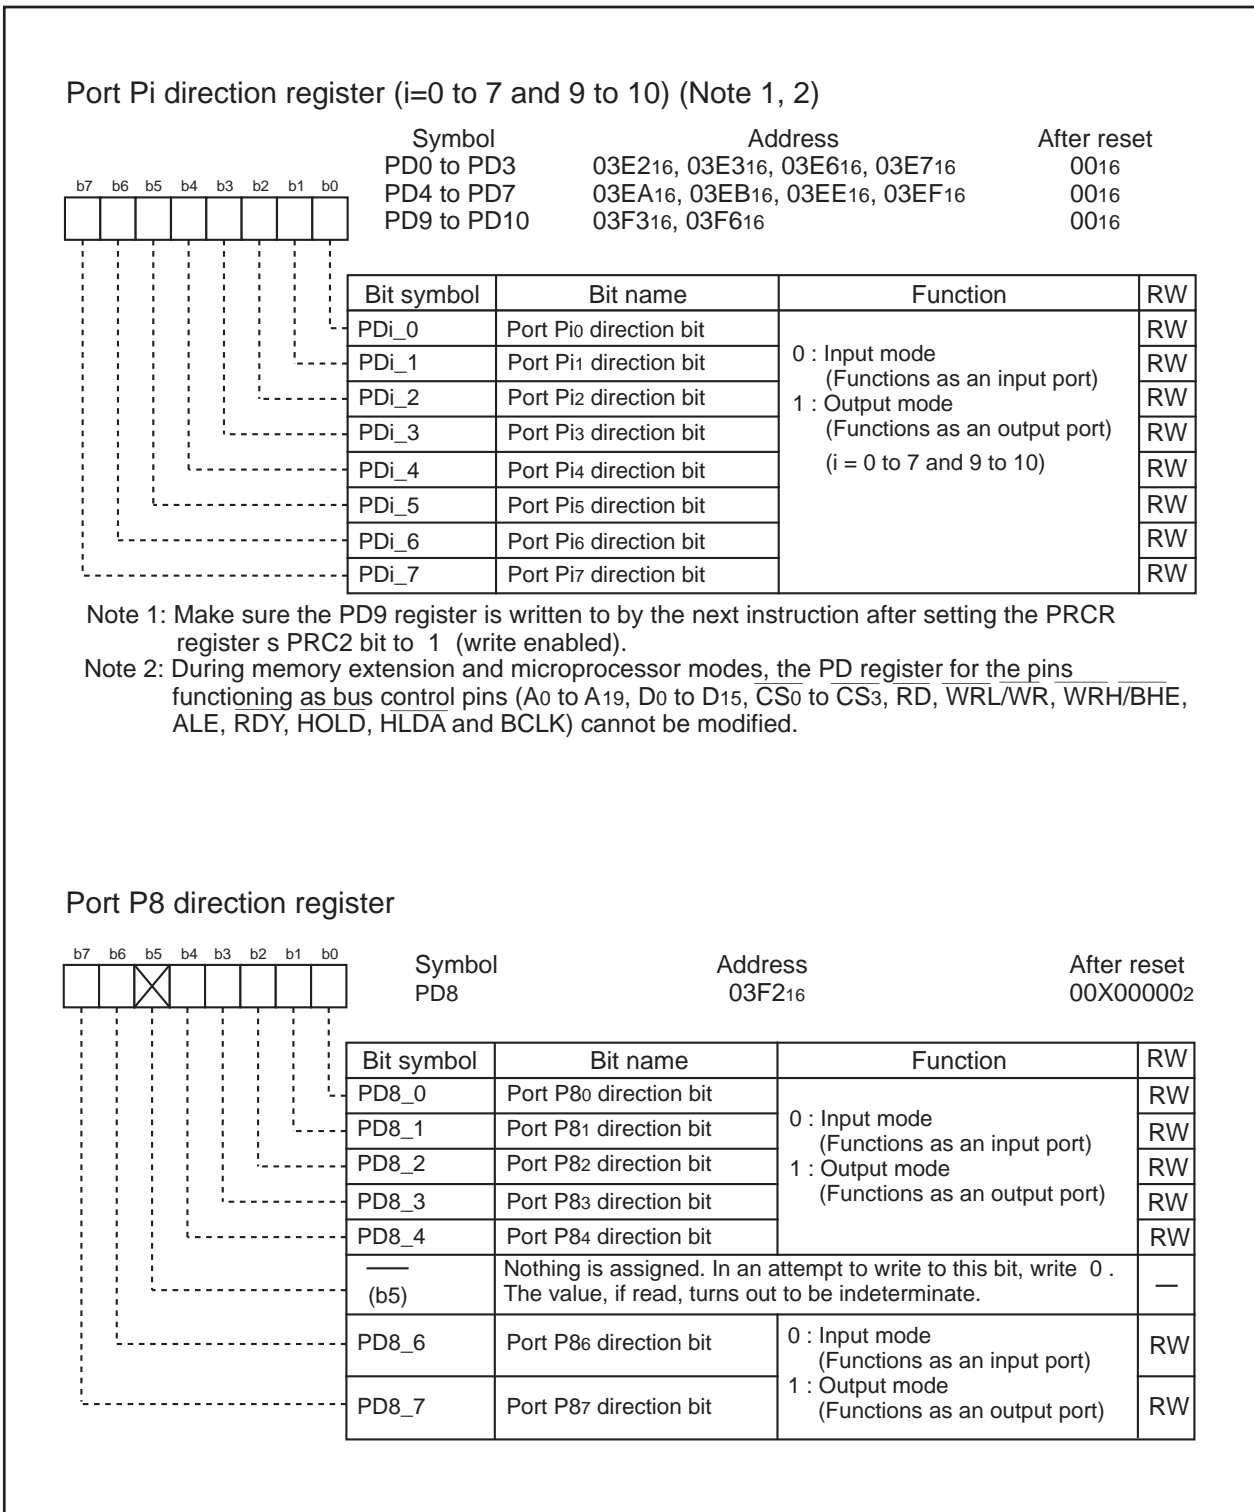 Port Pi direction register (i=0 to 7 and 9 to 10) (Note 1, 2)
Symbol Address After reset
PD0 to PD3 03E216, 03E316, 03E616, 03E716 0016
PD4 to PD7 03EA16, 03EB16, 03EE16, 03EF16 0016
PD9 to PD10 03F316, 03F616 0016
b7 b6 b5 b4 b3 b2 b1 b0
Bit symbol Bit name Function RW
PDi_0 Port Pi0 direction bit RW
PDi_1 Port Pi1 direction bit RW
PDi_2 Port Pi2 direction bit RW
PDi_3 Port Pi3 direction bit RW
PDi_4 Port Pi4 direction bit RW
PDi_5 Port Pi5 direction bit RW
PDi_6 Port Pi6 direction bit RW
PDi_7 Port Pi7 direction bit RW
0 : Input mode
(Functions as an input port)
1 : Output mode
(Functions as an output port)
(i = 0 to 7 and 9 to 10)
Note 1: Make sure the PD9 register is written to by the next instruction after setting the PRCR
register s PRC2 bit to 1 (write enabled).
Note 2: During memory extension and microprocessor modes, the PD register for the pins
functioning as bus control pins (A0 to A19, D0 to D15, CS0 to CS3, RD, WRL/WR, WRH/BHE,
ALE, RDY, HOLD, HLDA and BCLK) cannot be modified.
Port P8 direction register
b7 b6 b5 b4 b3 b2 b1 b0
Symbol Address After reset
PD8 03F216 00X000002
Bit symbol Bit name Function RW
PD8_0 Port P80 direction bit RW
PD8_1 Port P81 direction bit RW
PD8_2 Port P82 direction bit RW
PD8_3 Port P83 direction bit RW
PD8_4 Port P84 direction bit RW
0 : Input mode
(Functions as an input port)
1 : Output mode
(Functions as an output port)
(b5) Nothing is assigned. In an attempt to write to this bit, write 0 . —
The value, if read, turns out to be indeterminate.
PD8_6 Port P86 direction bit RW
PD8_7 Port P87 direction bit RW
0 : Input mode
(Functions as an input port)
1 : Output mode
(Functions as an output port)